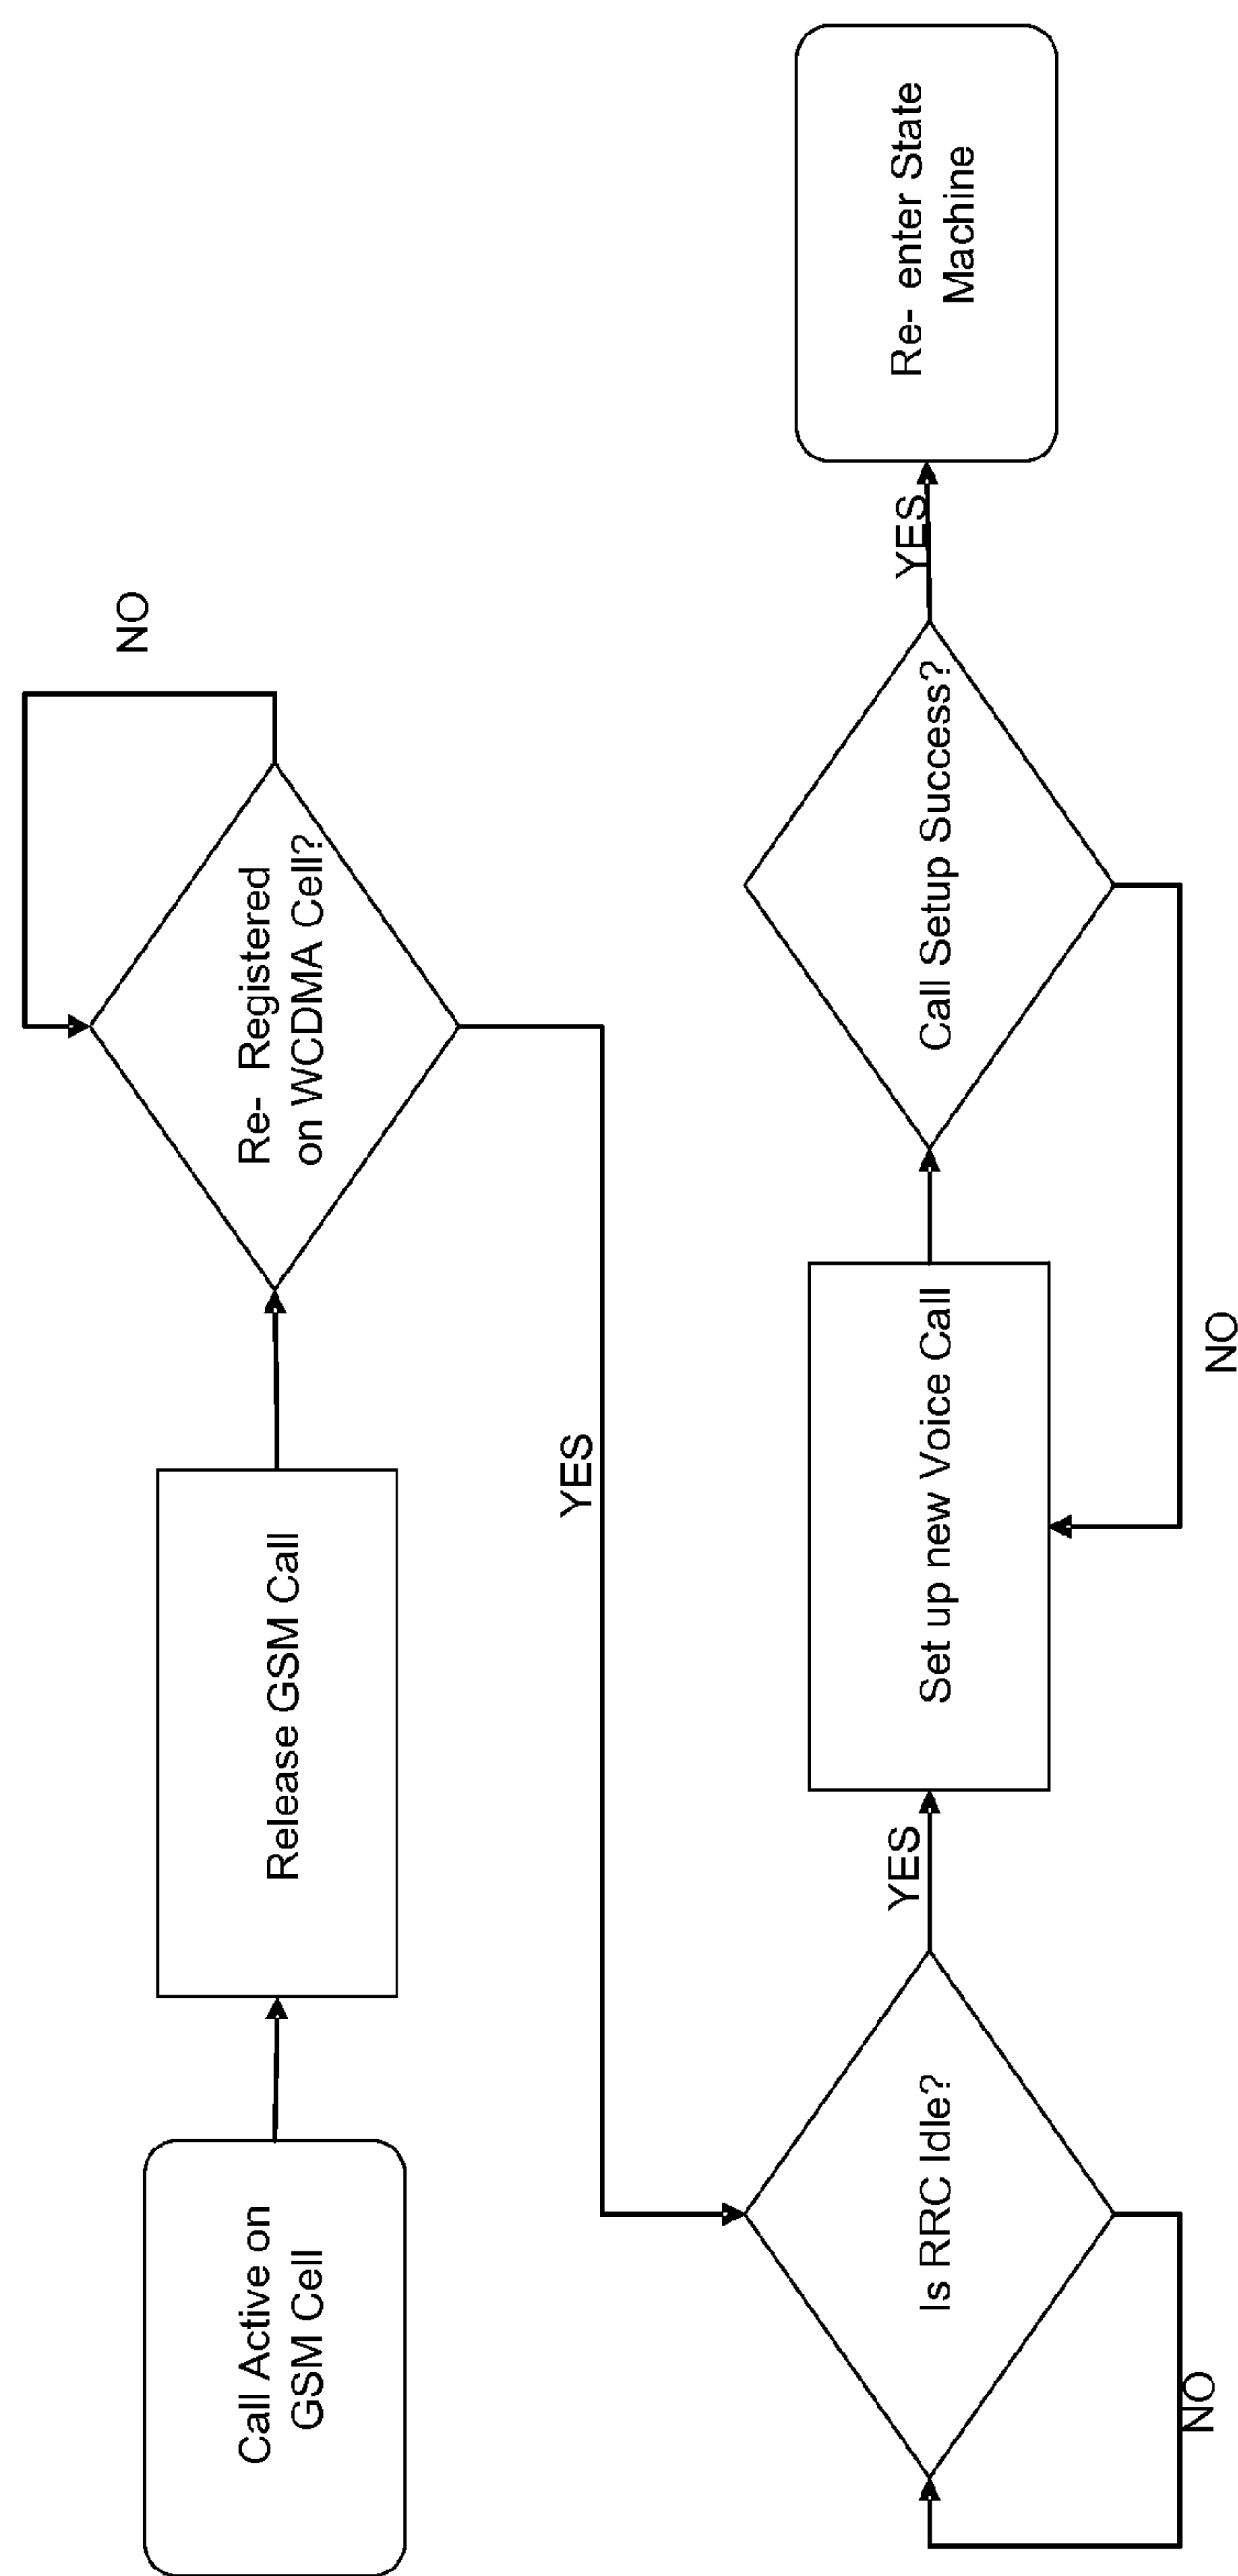 Call Active on
GSM Cell
Release GSM Call
Re- Registered
on WCDMA Cell?
NO
YES
Is RRC Idle?
NO
YES
Set up new Voice Call
Call Setup Success?
NO
YES
Re- enter State
Machine